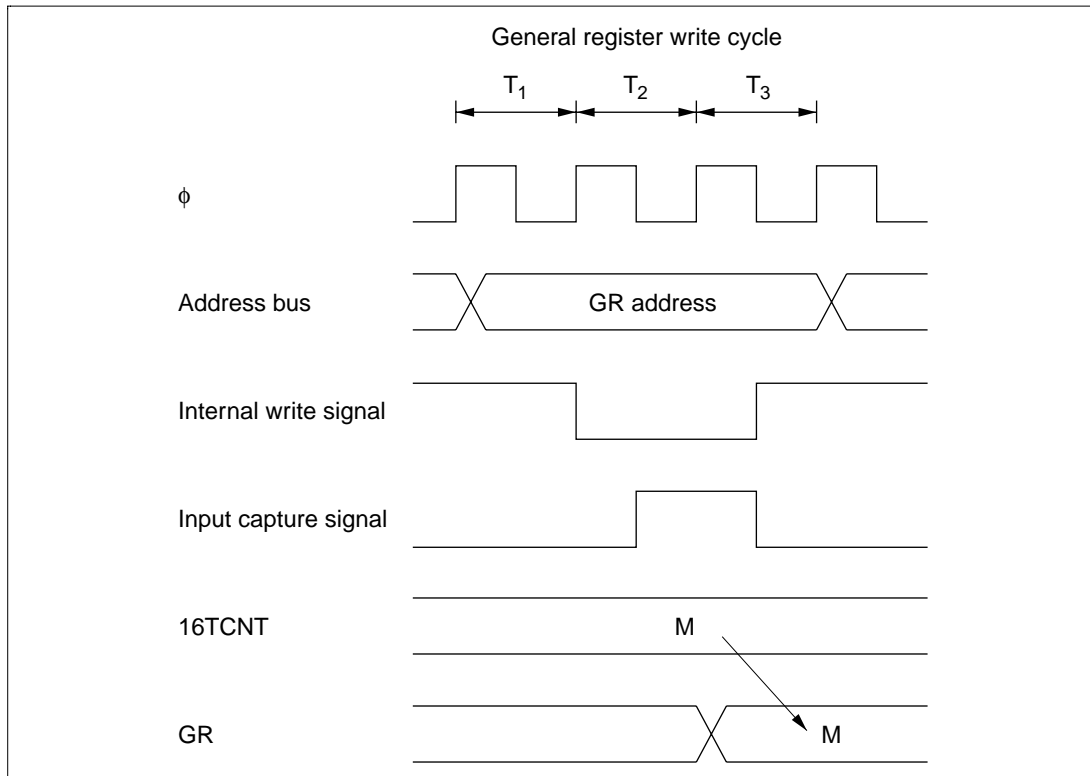 General register write cycle
T1 T2 T3
ϕ
Address bus GR address
Internal write signal
Input capture signal
16TCNT M
GR M